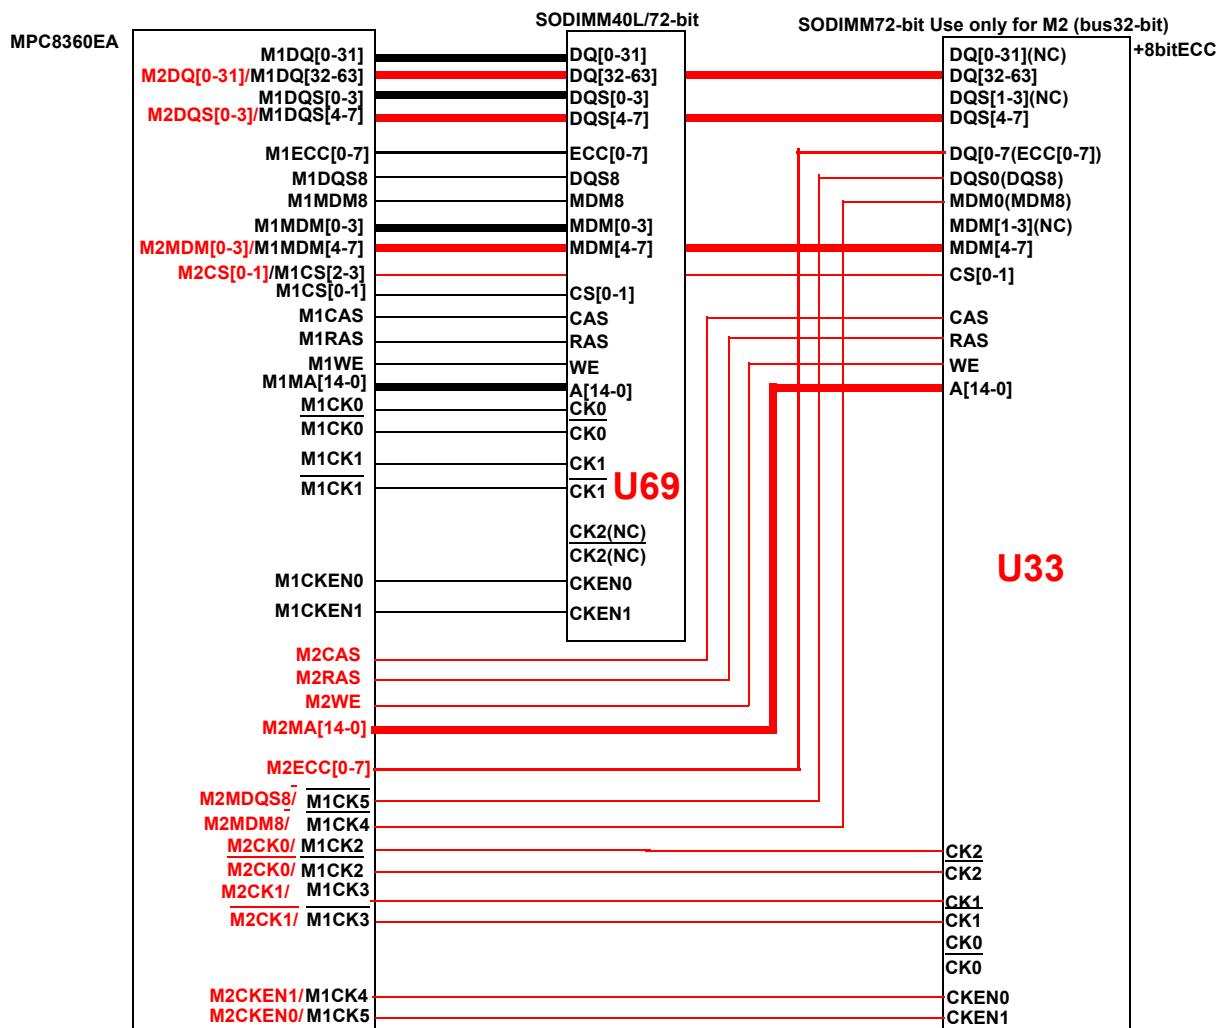 SODIMM40L/72-bit
SODIMM72-bit Use only for M2 (bus32-bit)
MPC8360EA
+8bitECC
M1DQ[0-31]
M2DQ[0-31]/M1DQ[32-63]
M1DQS[0-3]
M2DQS[0-3]/M1DQS[4-7]
M1ECC[0-7]
M1DQS8
M1MDM8
M1MDM[0-3]
M2MDM[0-3]/M1MDM[4-7]
M2CS[0-1]/M1CS[2-3]
M1CS[0-1]
M1CAS
M1RAS
M1WE
M1MA[14-0]
M1CK0
M1CK0
M1CK1
M1CK1
M1CKEN0
M1CKEN1
M2CAS
M2RAS
M2WE
M2MA[14-0]
M2ECC[0-7]
M2MDQS8/ M1CK5
M2MDM8/ M1CK4
M2CK0/ M1CK2
M2CK0/ M1CK2
M2CK1/ M1CK3
M2CK1/ M1CK3
M2CKEN1/M1CK4
M2CKEN0/M1CK5
DQ[0-31]
DQ[32-63]
DQS[0-3]
DQS[4-7]
ECC[0-7]
DQS8
MDM8
MDM[0-3]
MDM[4-7]
CS[0-1]
CAS
RAS
WE
A[14-0]
CK0
CK0
CK1
CK1
U69
CK2(NC)
CK2(NC)
CKEN0
CKEN1
DQ[0-31](NC)
DQ[32-63]
DQS[1-3](NC)
DQS[4-7]
DQ[0-7(ECC[0-7])
DQS0(DQS8)
MDM0(MDM8)
MDM[1-3](NC)
MDM[4-7]
CS[0-1]
CAS
RAS
WE
A[14-0]
U33
CK2
CK2
CK1
CK1
CK0
CK0
CKEN0
CKEN1